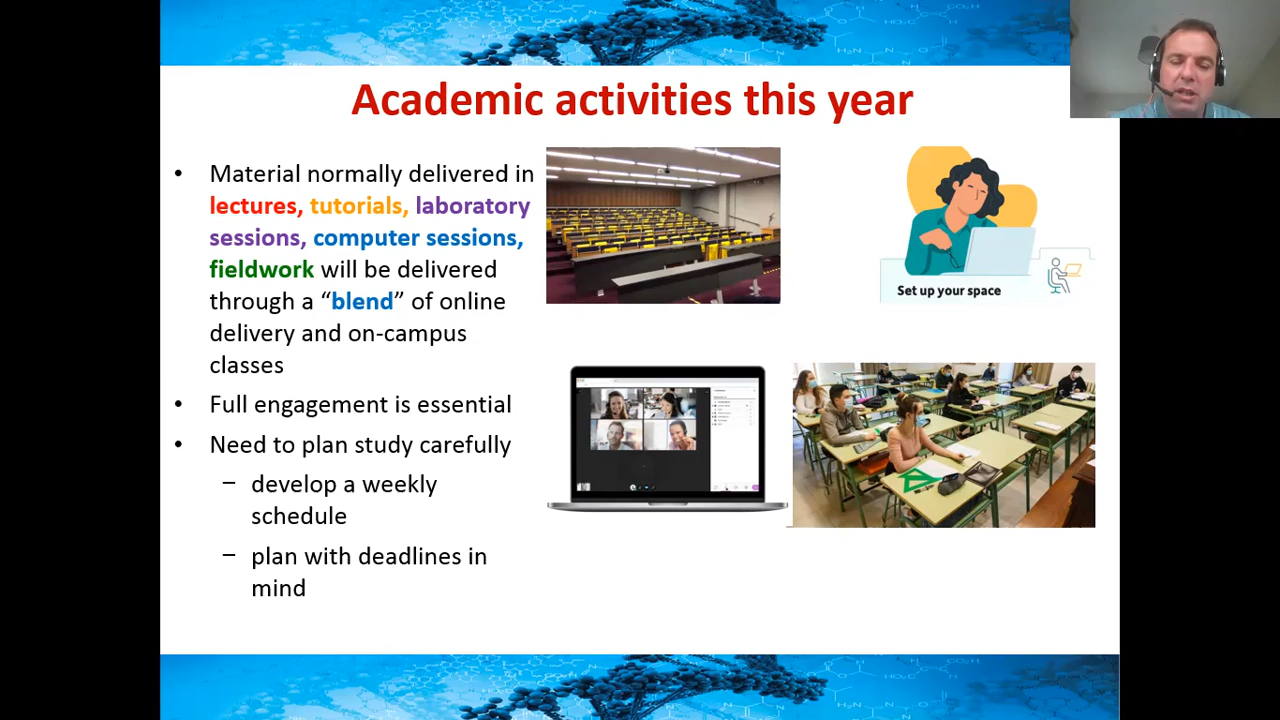 Academic activities this year
• Material normally delivered in
lectures, tutorials, laboratory
sessions, computer sessions,
fieldwork will be delivered
through a “blend” of online
delivery and on-campus
classes
• Full engagement is essential
• Need to plan study carefully
– develop a weekly
schedule
– plan with deadlines in
mind
Set up your space